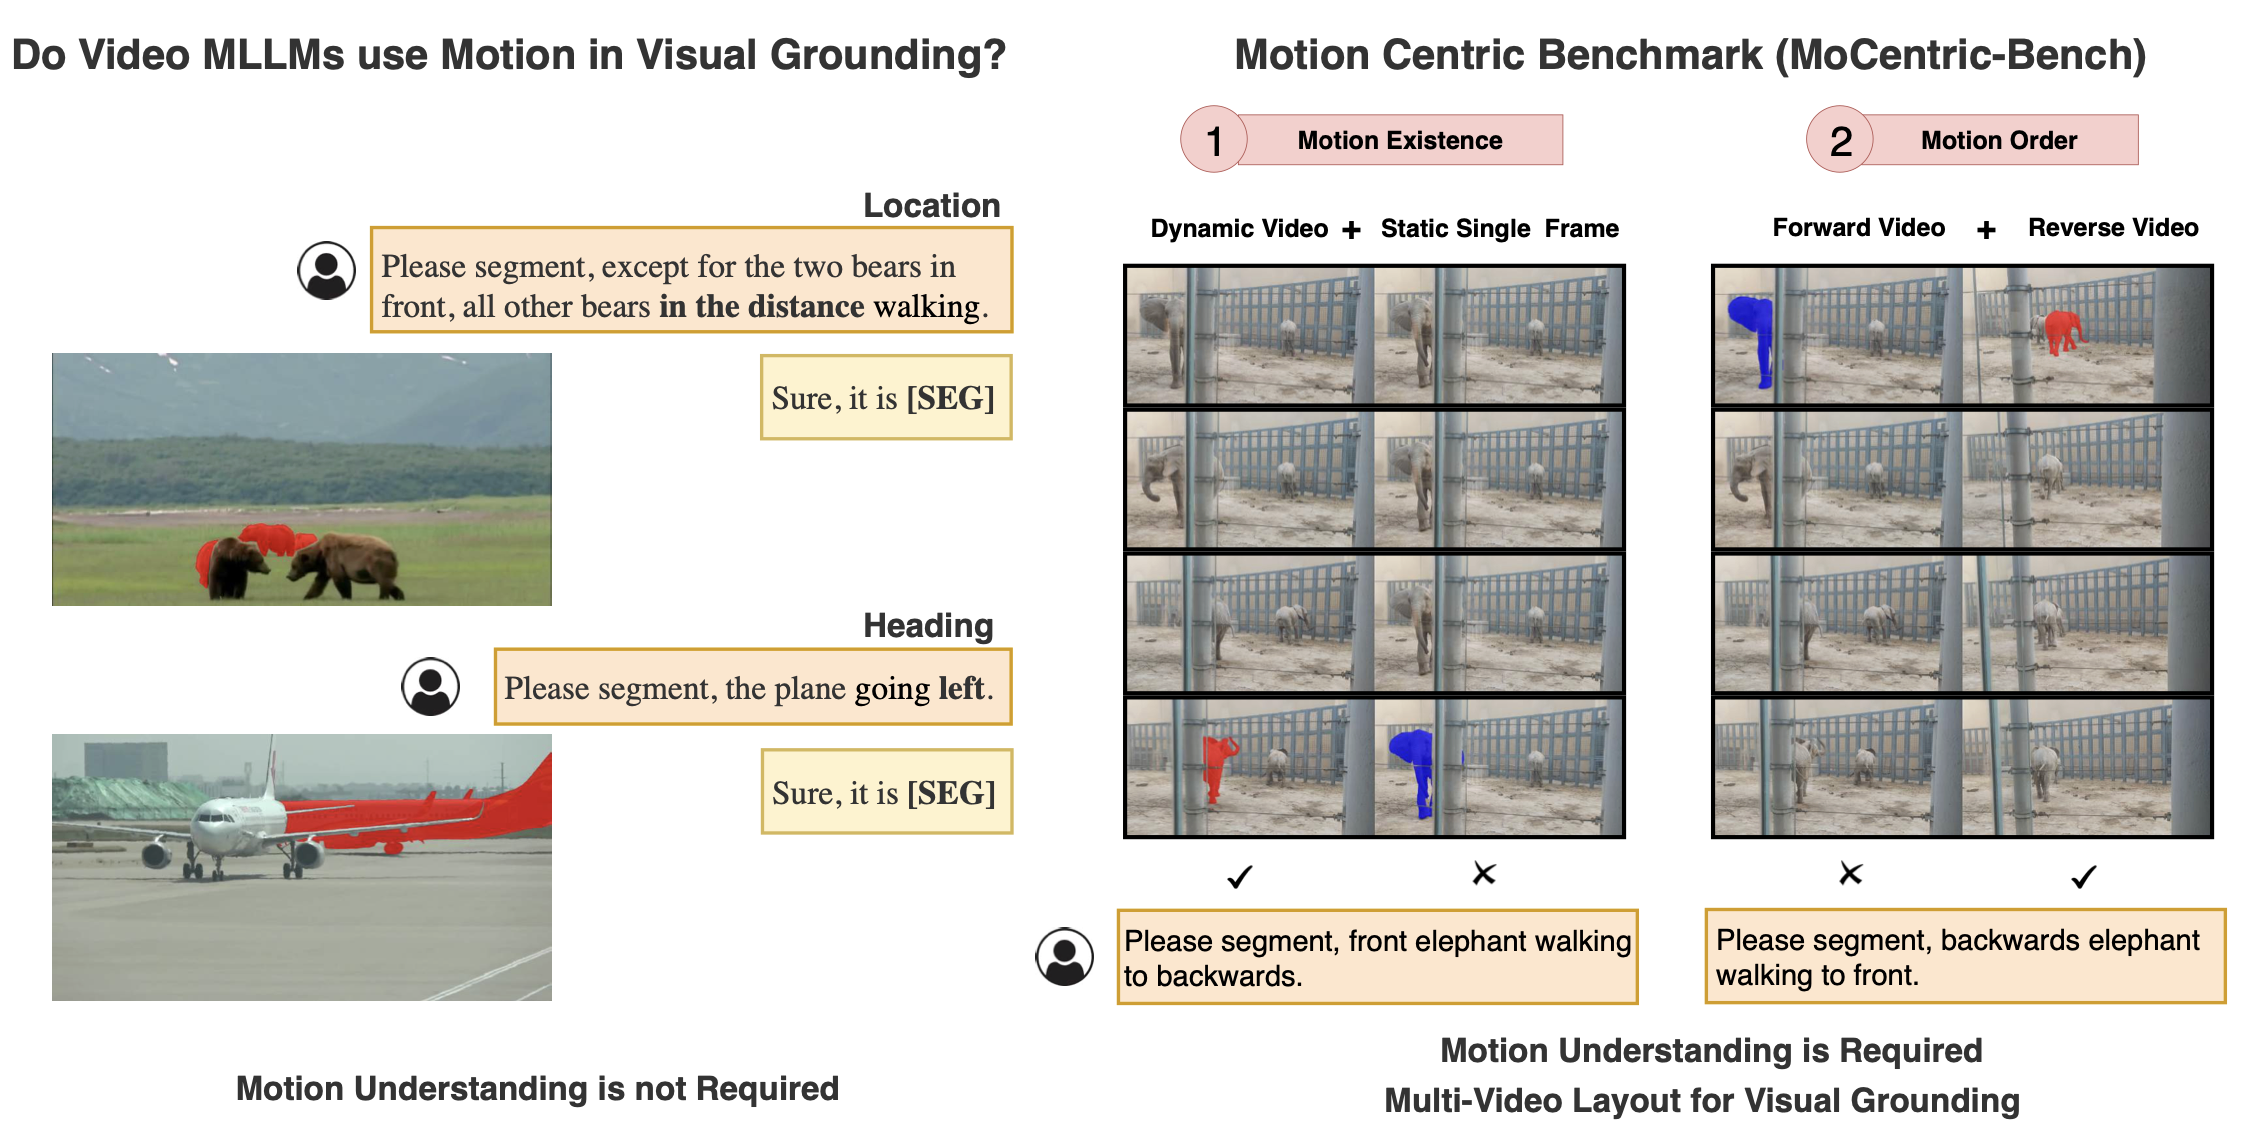 Do Video MLLMs use Motion in Visual Grounding?
Location
Please segment, except for the two bears in
front, all other bears in the distance walking.
Sure, it is [SEG]
Heading
Please segment, the plane going left.
Sure, it is [SEG]
Motion Understanding is not Required
Motion Centric Benchmark (MoCentric-Bench)
1 Motion Existence
Dynamic Video + Static Single Frame
✓ ✗
Please segment, front elephant walking
to backwards.
2 Motion Order
Forward Video + Reverse Video
✗ ✓
Please segment, backwards elephant
walking to front.
Motion Understanding is Required
Multi-Video Layout for Visual Grounding